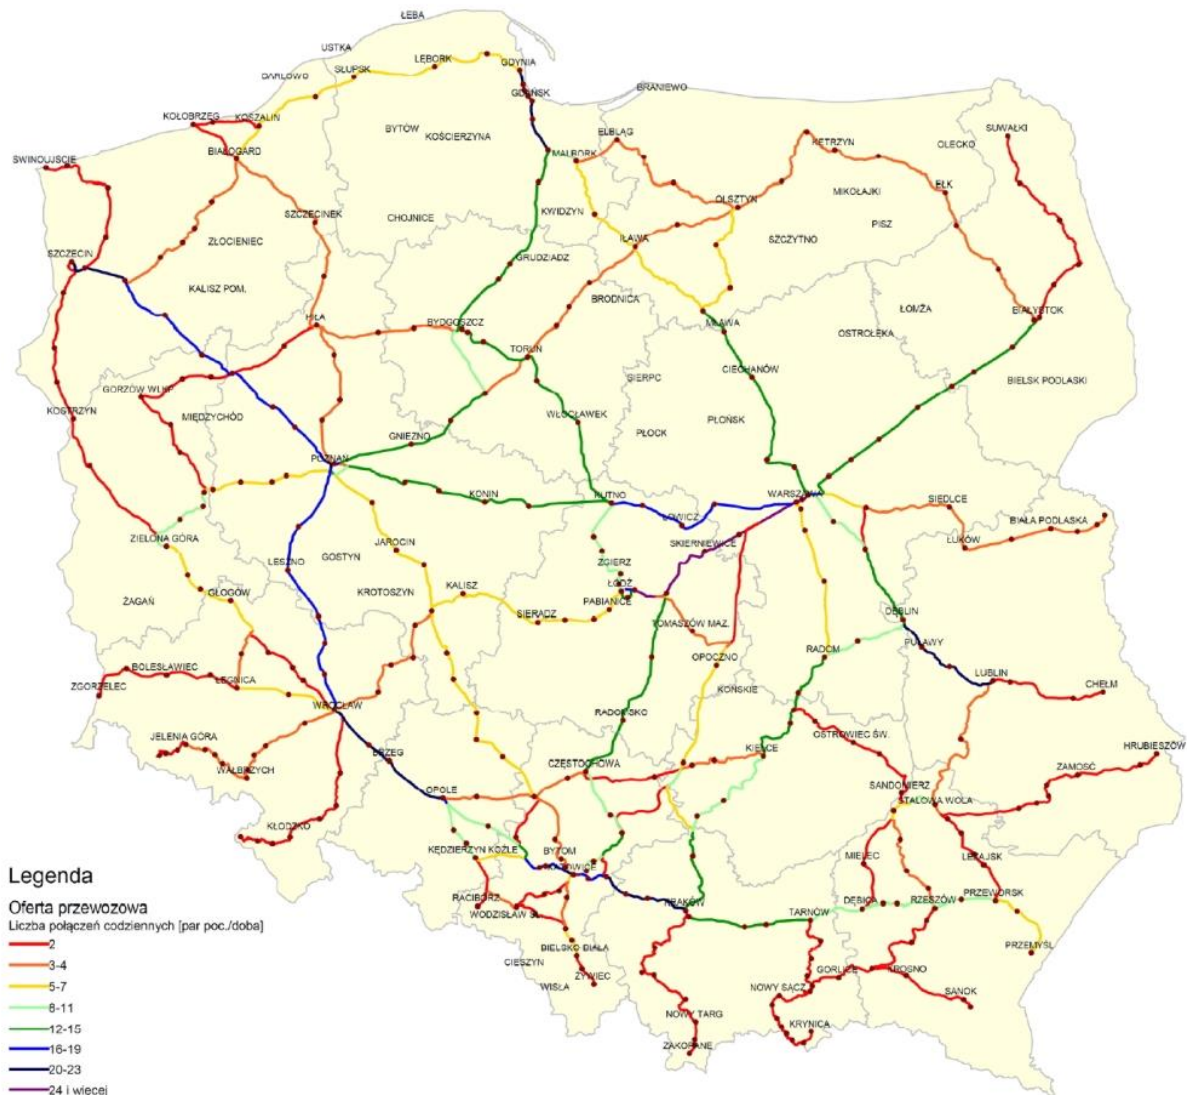 ŁEBA
USTKA
DARŁOWO
SŁUPSK
LĘBORK
GDYNIA
GDAŃSK
BRANIEWO
KOŁOBRZEG
KOSZALIN
BYTÓW
KOŚCIERZYNA
ELBLĄG
KĘTRZYN
SUWAŁKI
OLECKO
ŚWINOUJŚCIE
BIAŁOGARD
MALBORK
EŁK
MIKOŁAJKI
SZCZECINEK
CHOJNICE
KWIDZYN
OLSZTYN
PISZ
ZŁOCIENIEC
IŁAWA
SZCZYTNO
SZCZECIN
GRUDZIADZ
KALISZ POM.
BRODNICA
ŁOMŻA
PIŁA
BYDGOSZCZ
MŁAWA
OSTROŁĘKA
BIAŁYSTOK
TORUŃ
CIECHANÓW
SIERPC
BIELSK PODLASKI
GORZÓW WLKP.
KOSTRZYN
MIĘDZYCHÓD
WŁOCŁAWEK
PŁOCK
PŁOŃSK
GNIEZNO
POZNAŃ
KONIN
KUTNO
WARSZAWA
SIEDLCE
ŁOWICZ
BIAŁA PODLASKA
ZIELONA GÓRA
JAROCIN
SKIERNIEWICE
ŁUKÓW
LESZNO
GOSTYŃ
ZGIERZ
ŁÓDŹ
ŻAGAŃ
GŁOGÓW
KROTOSZYN
KALISZ
PABIANICE
SIERADZ
TOMASZÓW MAZ.
DĘBLIN
PUŁAWY
OPOCZNO
RADOM
BOLESŁAWIEC
ZGORZELEC
LEGNICA
LUBLIN
CHEŁM
KOŃSKIE
WROCŁAW
RADOMSKO
JELENIA GÓRA
OSTROWIEC ŚW.
HRUBIESZÓW
WAŁBRZYCH
BRZEG
CZĘSTOCHOWA
KIELCE
ZAMOŚĆ
OPOLE
SANDOMIERZ
STALOWA WOLA
KŁODZKO
KĘDZIERZYN KOŹLE
BYTOM
KATOWICE
MIELEC
LEŻAJSK
RACIBÓRZ
WODZISŁAW ŚL.
KRAKÓW
TARNÓW
DĘBICA
RZESZÓW
PRZEWORSK
BIELSKO BIAŁA
CIESZYN
PRZEMYŚL
WISŁA
ŻYWIEC
GORLICE
KROSNO
NOWY SĄCZ
SANOK
NOWY TARG
KRYNICA
ZAKOPANE
Legenda
Oferta przewozowa
Liczba połączeń codziennych [par poc./doba]
2
3-4
5-7
8-11
12-15
16-19
20-23
24 i więcej